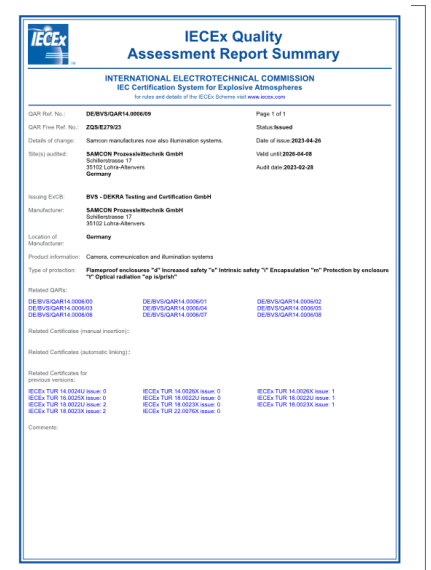 IECEx
IECEx Quality
Assessment Report Summary
INTERNATIONAL ELECTROTECHNICAL COMMISSION
IEC Certification System for Explosive Atmospheres
for rules and details of the IECEx Scheme visit www.iecex.com
QAR Ref. No.: DE/BVS/QAR14.0006/09 Page 1 of 1
QAR Free Ref. No.: ZQS/E279/23 Status:Issued
Details of change: Samcon manufactures now also illumination systems. Date of issue:2023-04-26
Site(s) audited: SAMCON Prozessleittechnik GmbH Valid until:2026-04-08
Schillerstrasse 17
35102 Lohra-Altenvers Audit date:2023-02-28
Germany
Issuing ExCB: BVS - DEKRA Testing and Certification GmbH
Manufacturer: SAMCON Prozessleittechnik GmbH
Schillerstrasse 17
35102 Lohra-Altenvers
Location of Germany
Manufacturer:
Product information: Camera, communication and illumination systems
Type of protection: Flameproof enclosures "d" Increased safety "e" Intrinsic safety "i" Encapsulation "m" Protection by enclosure
"t" Optical radiation "op is/pr/sh"
Related QARs:
DE/BVS/QAR14.0006/00 DE/BVS/QAR14.0006/01 DE/BVS/QAR14.0006/02
DE/BVS/QAR14.0006/03 DE/BVS/QAR14.0006/04 DE/BVS/QAR14.0006/05
DE/BVS/QAR14.0006/06 DE/BVS/QAR14.0006/07 DE/BVS/QAR14.0006/08
Related Certificates (manual insertion)::
Related Certificates (automatic linking)::
Related Certificates for
previous versions:
IECEx TUR 14.0024U issue: 0 IECEx TUR 14.0026X issue: 0 IECEx TUR 14.0026X issue: 1
IECEx TUR 16.0025X issue: 0 IECEx TUR 18.0022U issue: 0 IECEx TUR 18.0022U issue: 1
IECEx TUR 18.0022U issue: 2 IECEx TUR 18.0023X issue: 0 IECEx TUR 18.0023X issue: 1
IECEx TUR 18.0023X issue: 2 IECEx TUR 22.0076X issue: 0
Comments: